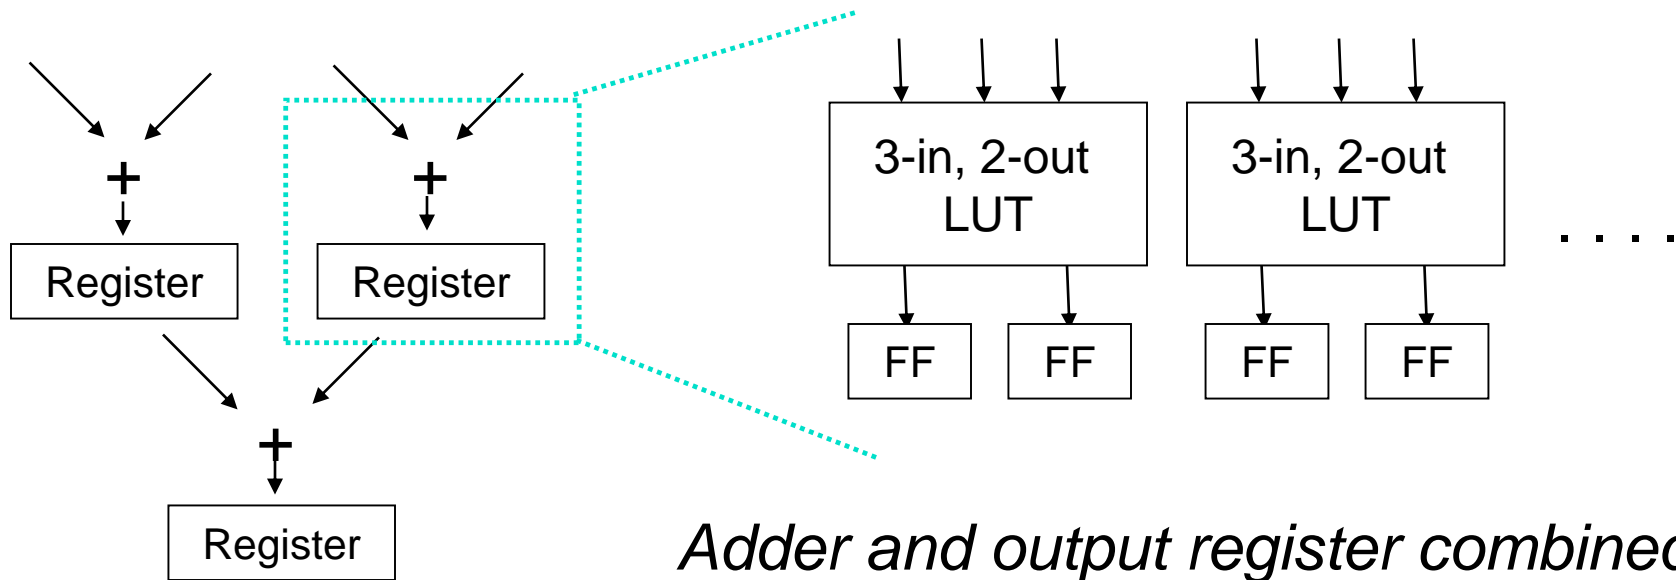 +
+
Register
Register
+
Register
3-in, 2-out
LUT
3-in, 2-out
LUT
. . . .
FF
FF
FF
FF
Adder and output register combined